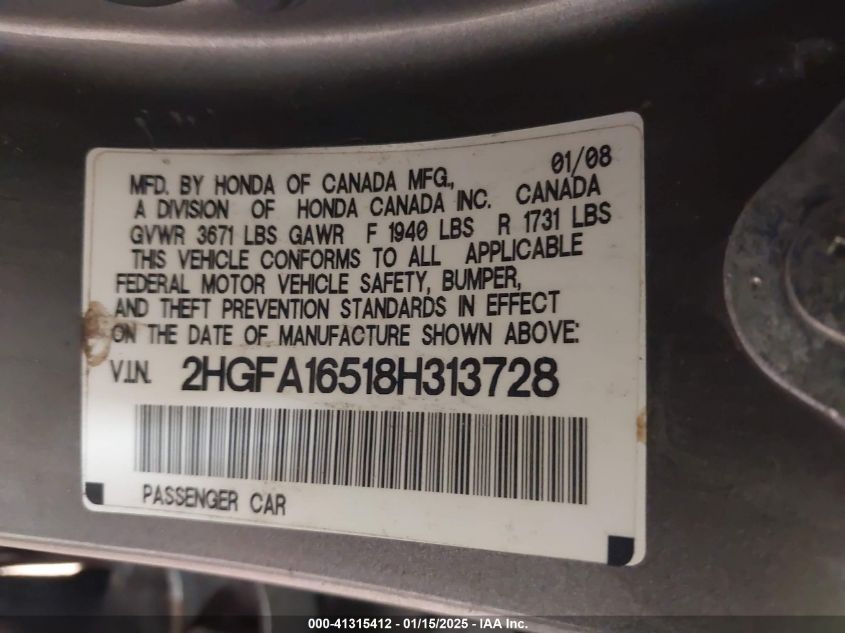 01/08
MFD. BY HONDA OF CANADA MFG.,
A DIVISION OF HONDA CANADA INC. CANADA
GVWR 3671 LBS GAWR F 1940 LBS R 1731 LBS
THIS VEHICLE CONFORMS TO ALL APPLICABLE
FEDERAL MOTOR VEHICLE SAFETY, BUMPER,
AND THEFT PREVENTION STANDARDS IN EFFECT
ON THE DATE OF MANUFACTURE SHOWN ABOVE:
V.I.N. 2HGFA16518H313728
PASSENGER CAR
000-41315412 - 01/15/2025 - IAA Inc.